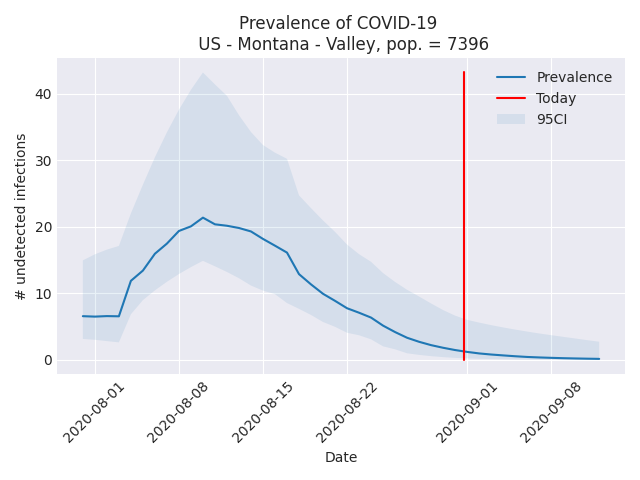 Prevalence of COVID-19
US - Montana - Valley, pop. = 7396
Prevalence
Today
95CI
# undetected infections
40
30
20
10
0
2020-08-01
2020-08-08
2020-08-15
2020-08-22
2020-09-01
2020-09-08
Date